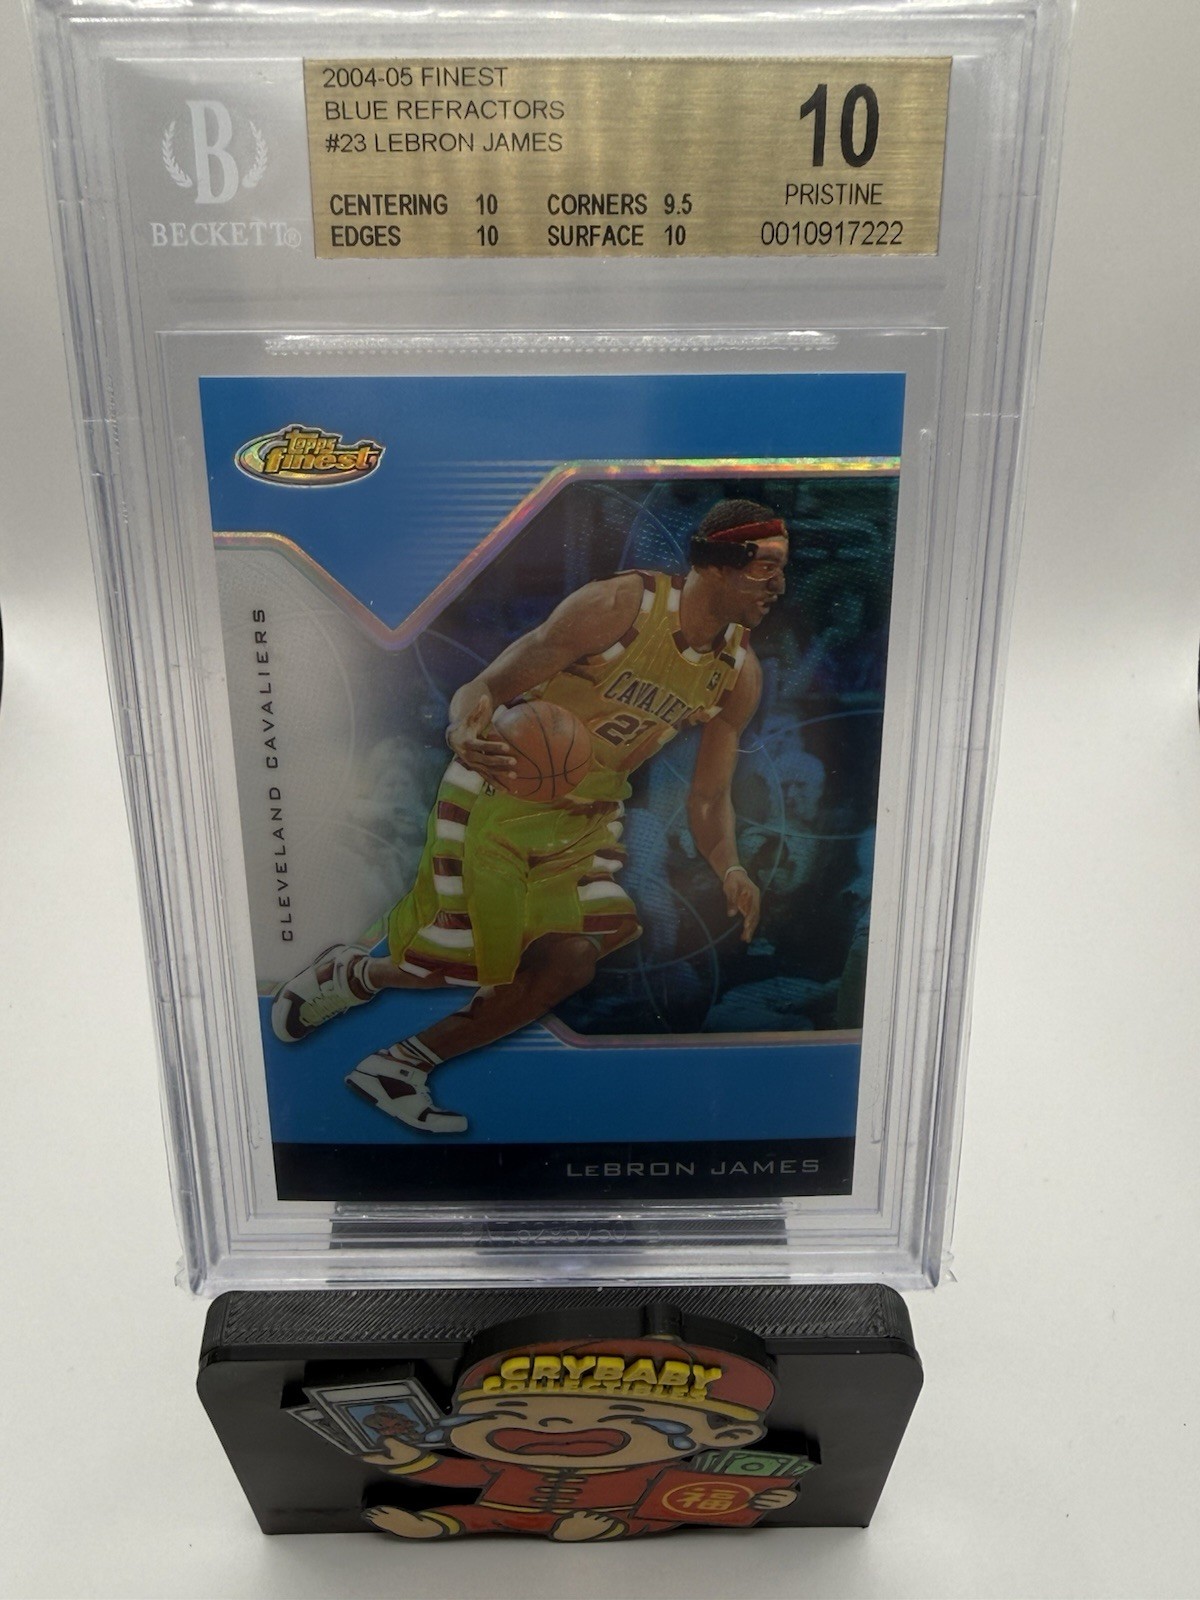 2004-05 FINEST
BLUE REFRACTORS
#23 LEBRON JAMES
10
PRISTINE
0010917222
CENTERING 10 CORNERS 9.5
EDGES 10 SURFACE 10
B
BECKETT®
Topps
finest
CLEVELAND CAVALIERS
CAVALIE
23
LeBRON JAMES
CRYBABY
COLLECTIBLES
福